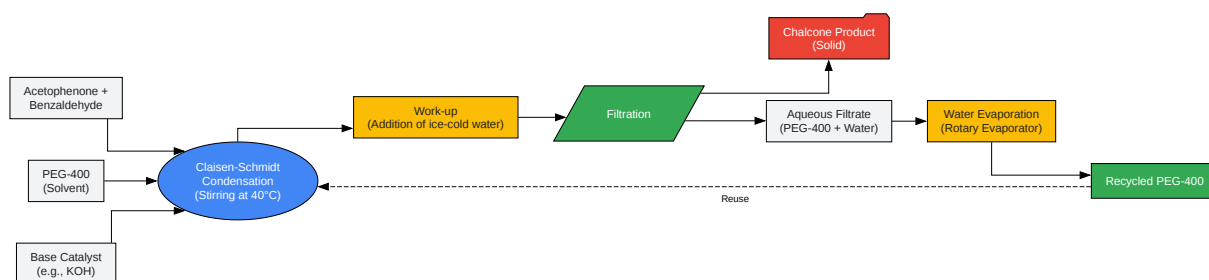 Acetophenone +
Benzaldehyde
PEG-400
(Solvent)
Base Catalyst
(e.g., KOH)
Claisen-Schmidt
Condensation
(Stirring at 40°C)
Work-up
(Addition of ice-cold water)
Filtration
Chalcone Product
(Solid)
Aqueous Filtrate
(PEG-400 + Water)
Water Evaporation
(Rotary Evaporator)
Recycled PEG-400
Reuse